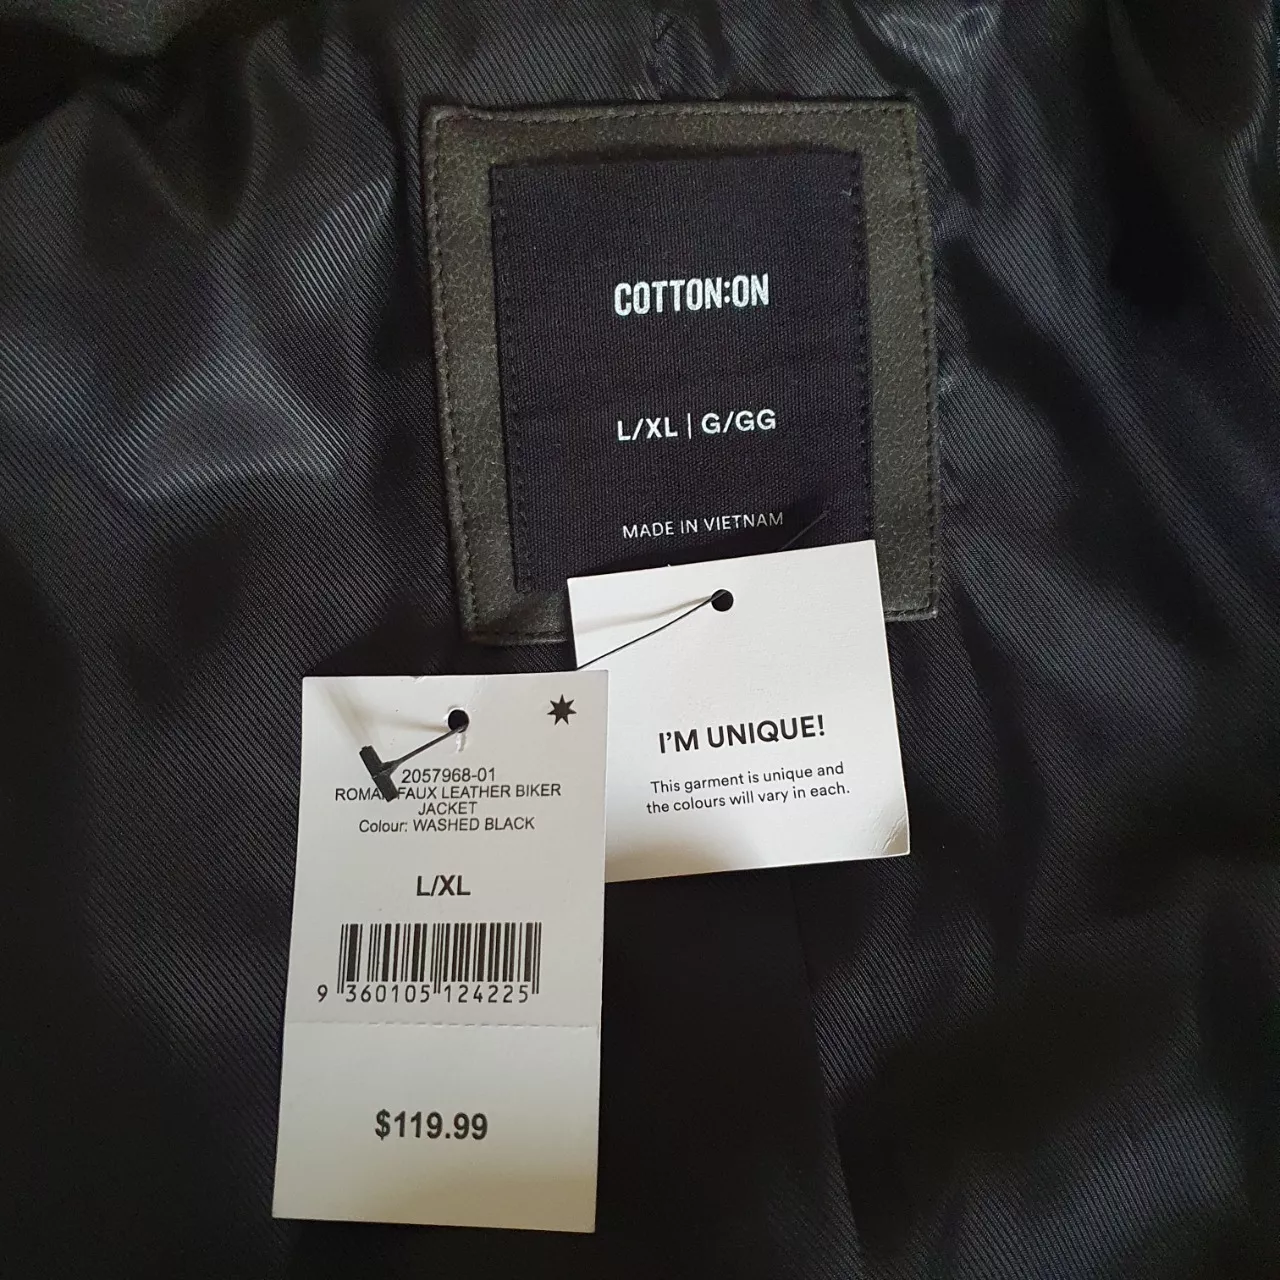 COTTON:ON
L/XL | G/GG
MADE IN VIETNAM
I'M UNIQUE!
This garment is unique and
the colours will vary in each.
2057968-01
FAUX LEATHER BIKER
JACKET
Colour: WASHED BLACK
L/XL
9 360105 124225
$119.99